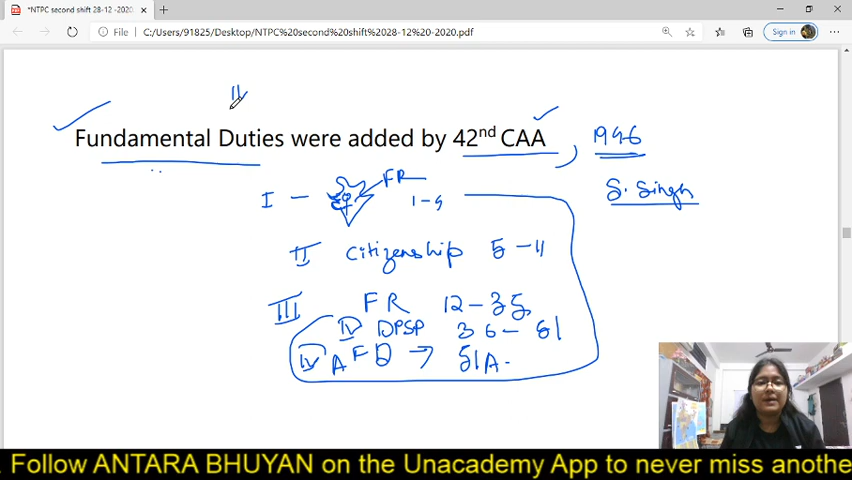 *NTPC second shift 28-12 -2020.
File C:/Users/91825/Desktop/NTPC%20second%20shift%2028-12%20-2020.pdf
Sign in
11
Fundamental Duties were added by 42nd CAA, 1976
S. Singh
I - FR 1-4
II Citizenship 5-11
III FR 12-35
IV DPSP 36-51
IV A FD → 51A-
Follow ANTARA BHUYAN on the Unacademy App to never miss anothe